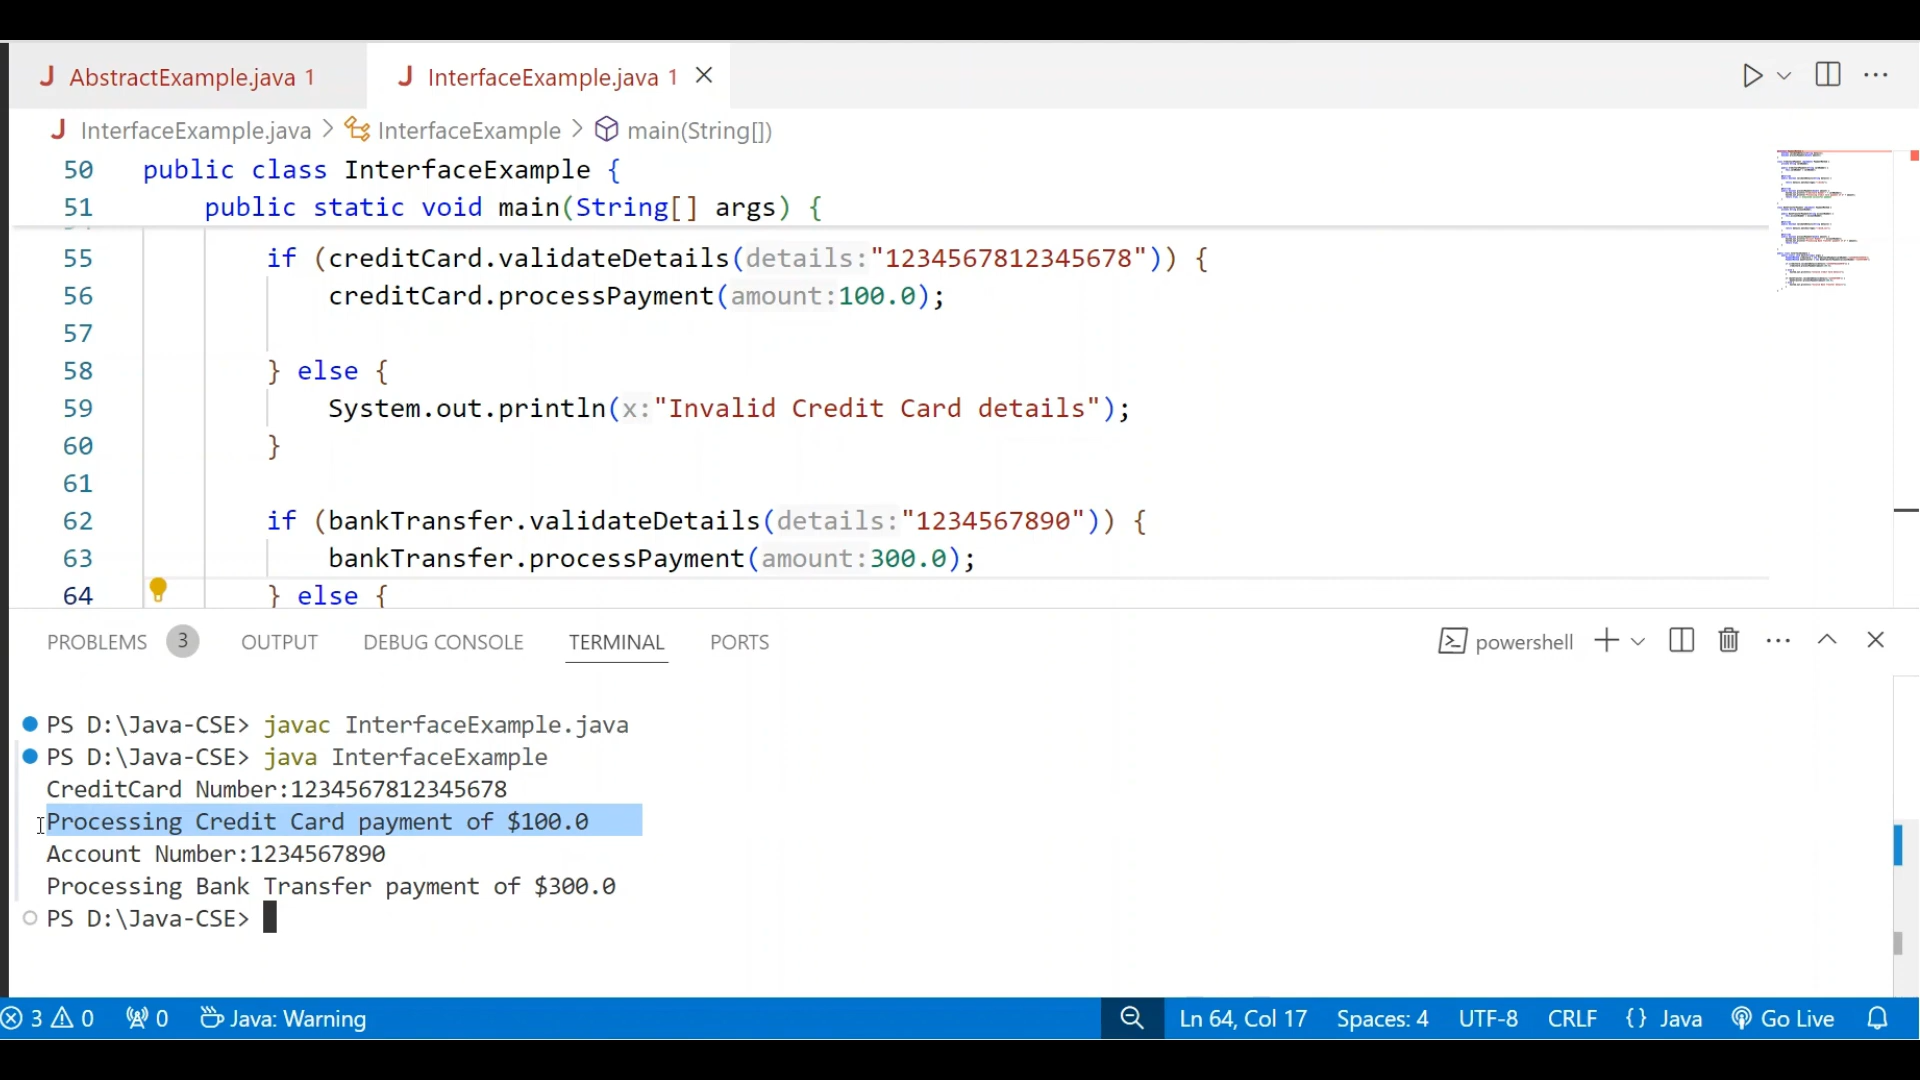 AbstractExample.java 1
InterfaceExample.java 1
InterfaceExample.java > InterfaceExample > main(String[])
50 public class InterfaceExample {
51 public static void main(String[] args) {
55 if (creditCard.validateDetails(details:"1234567812345678")) {
56 creditCard.processPayment(amount:100.0);
57
58 } else {
59 System.out.println(x:"Invalid Credit Card details");
60 }
61
62 if (bankTransfer.validateDetails(details:"1234567890")) {
63 bankTransfer.processPayment(amount:300.0);
64 } else {
PROBLEMS 3 OUTPUT DEBUG CONSOLE TERMINAL PORTS powershell
PS D:\Java-CSE> javac InterfaceExample.java
PS D:\Java-CSE> java InterfaceExample
CreditCard Number:1234567812345678
Processing Credit Card payment of $100.0
Account Number:1234567890
Processing Bank Transfer payment of $300.0
PS D:\Java-CSE>
3 0 0 Java: Warning Ln 64, Col 17 Spaces: 4 UTF-8 CRLF {} Java Go Live